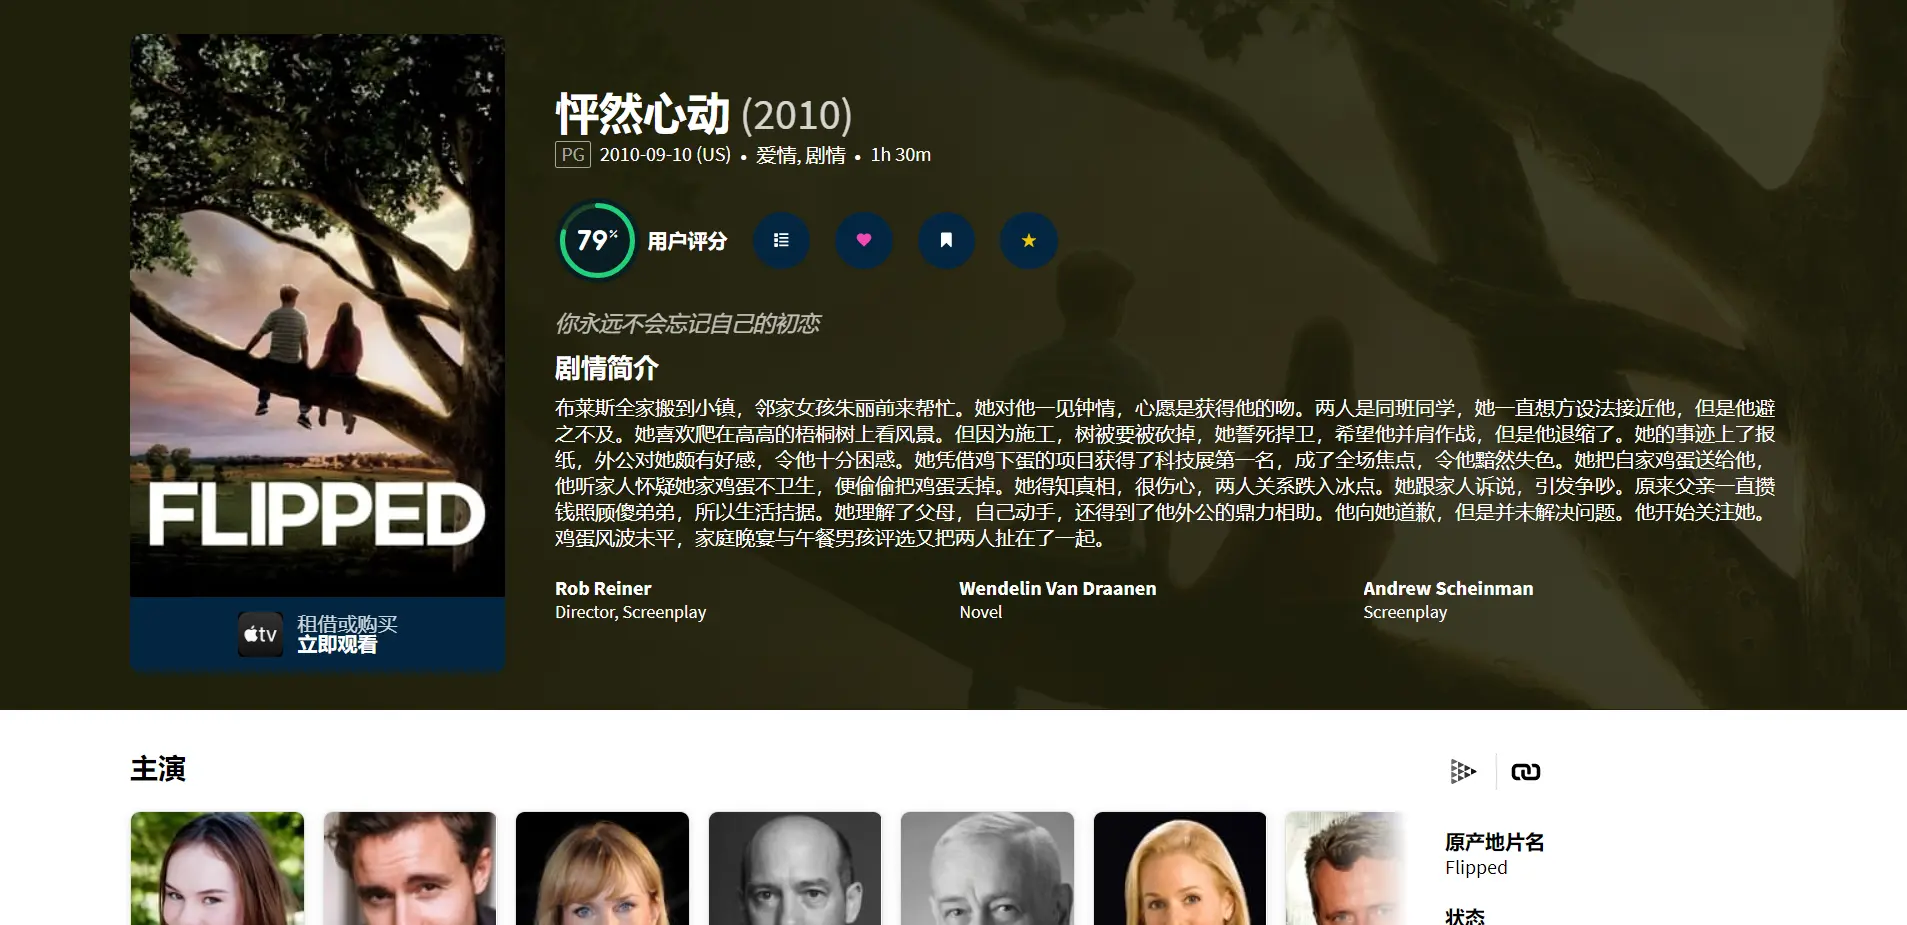 怦然心动 (2010)
PG 2010-09-10 (US) • 爱情, 剧情 • 1h 30m
79% 用户评分
你永远不会忘记自己的初恋
剧情简介
布莱斯全家搬到小镇，邻家女孩朱丽前来帮忙。她对他一见钟情，心愿是获得他的吻。两人是同班同学，她一直想方设法接近他，但是他避
之不及。她喜欢爬在高高的梧桐树上看风景。但因为施工，树被要被砍掉，她誓死捍卫，希望他并肩作战，但是他退缩了。她的事迹上了报
纸，外公对她颇有好感，令他十分困惑。她凭借鸡下蛋的项目获得了科技展第一名，成了全场焦点，令他黯然失色。她把自家鸡蛋送给他，
他听家人怀疑她家鸡蛋不卫生，便偷偷把鸡蛋丢掉。她得知真相，很伤心，两人关系跌入冰点。她跟家人诉说，引发争吵。原来父亲一直攒
钱照顾傻弟弟，所以生活拮据。她理解了父母，自己动手，还得到了他外公的鼎力相助。他向她道歉，但是并未解决问题。他开始关注她。
鸡蛋风波未平，家庭晚宴与午餐男孩评选又把两人扯在了一起。
Rob Reiner
Director, Screenplay
Wendelin Van Draanen
Novel
Andrew Scheinman
Screenplay
FLIPPED
tv
租借或购买
立即观看
主演
原产地片名
Flipped
状态